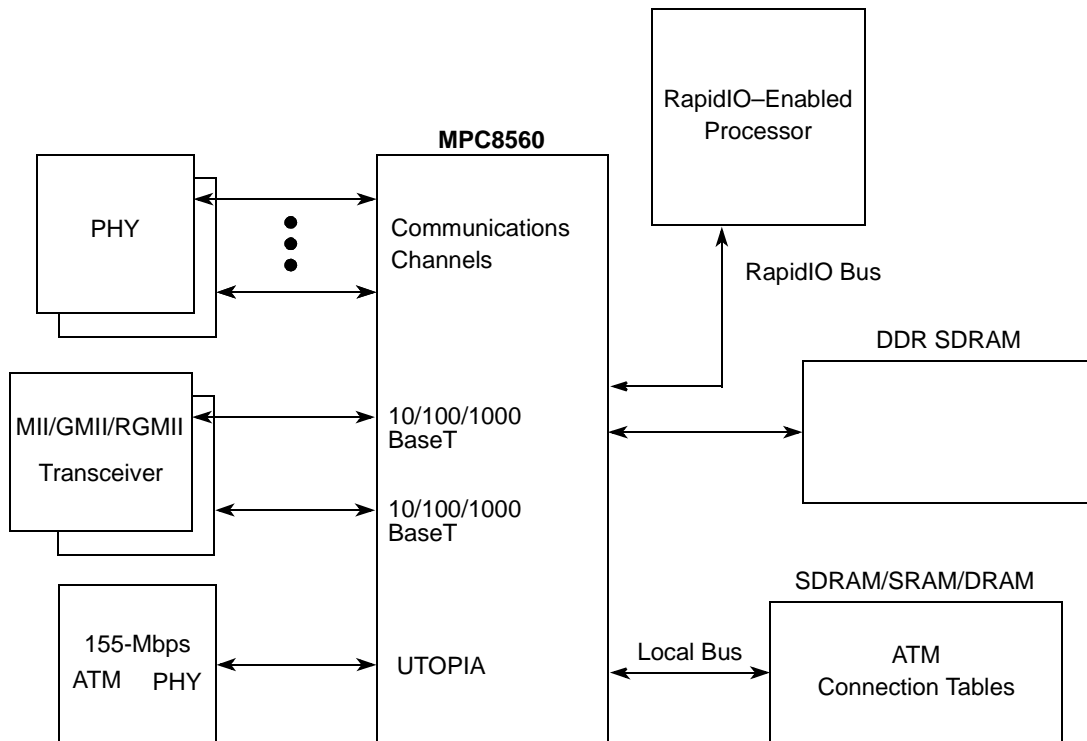 RapidIO–Enabled
Processor
MPC8560
PHY
Communications
Channels
RapidIO Bus
DDR SDRAM
MII/GMII/RGMII
Transceiver
10/100/1000
BaseT
10/100/1000
BaseT
SDRAM/SRAM/DRAM
155-Mbps
ATM PHY
UTOPIA
Local Bus
ATM
Connection Tables